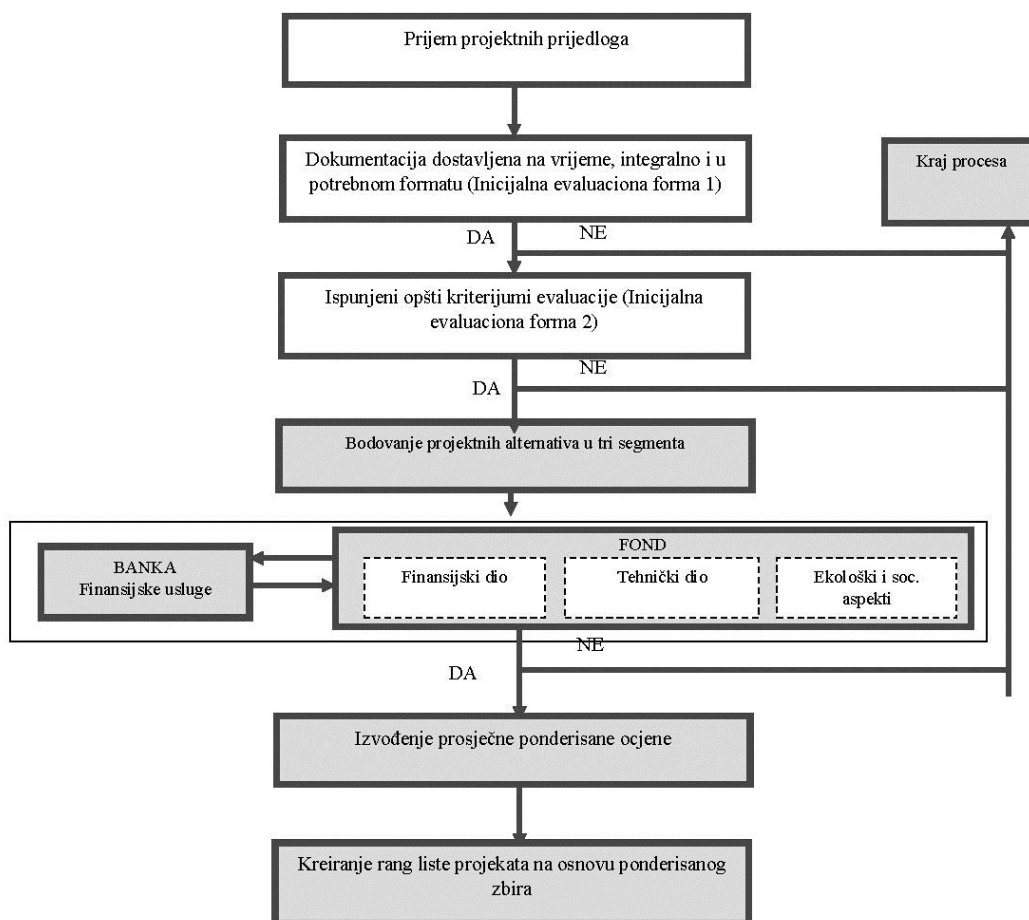 Prijem projektnih prijedloga
Dokumentacija dostavljena na vrijeme, integralno i u
potrebnom formatu (Inicijalna evaluaciona forma 1)
Kraj procesa
DA
NE
Ispunjeni opšti kriterijumi evaluacije (Inicijalna
evaluaciona forma 2)
NE
DA
Bodovanje projektnih alternativa u tri segmenta
FOND
BANKA
Finansijske usluge
Finansijski dio
Tehnički dio
Ekološki i soc.
aspekti
NE
DA
Izvođenje prosječne ponderisane ocjene
Kreiranje rang liste projekata na osnovu ponderisanog
zbira